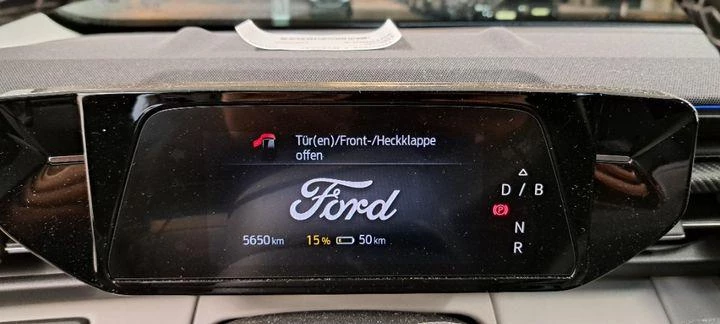 Tür(en)/Front-/Heckklappe
offen
Ford
D / B
P
N
R
5650 km 15 % 50 km